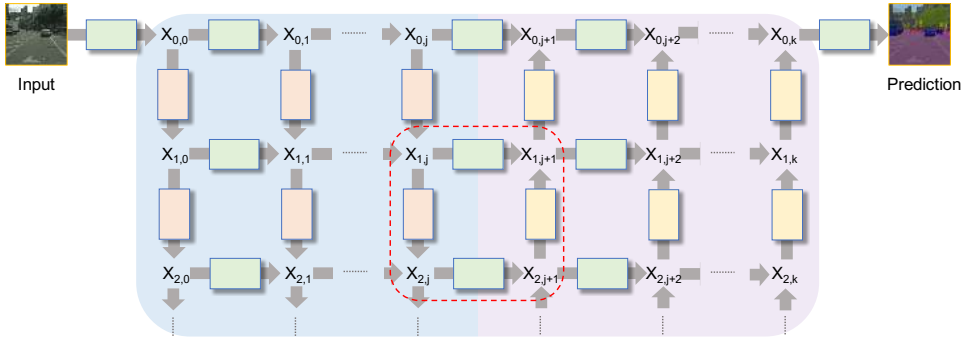 X0,0 X0,1 ........ X0,j X0,j+1 X0,j+2 ........ X0,k
Input Prediction
X1,0 X1,1 ........ X1,j X1,j+1 X1,j+2 ........ X1,k
X2,0 X2,1 ........ X2,j X2,j+1 X2,j+2 ........ X2,k